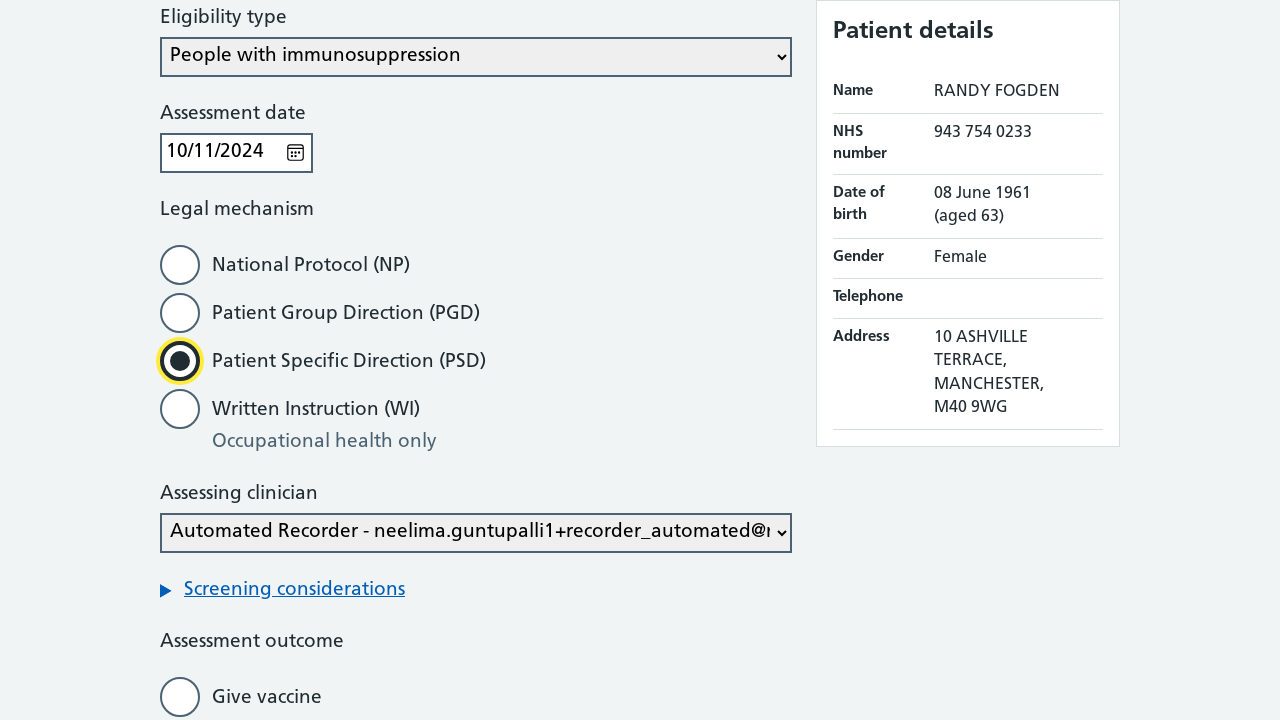 Eligibility type
People with immunosuppression
Assessment date
10/11/2024
Legal mechanism
National Protocol (NP)
Patient Group Direction (PGD)
Patient Specific Direction (PSD)
Written Instruction (WI)
Occupational health only
Assessing clinician
Automated Recorder - neelima.guntupalli1+recorder_automated@
Screening considerations
Assessment outcome
Give vaccine
Patient details
Name RANDY FOGDEN
NHS number 943 754 0233
Date of birth 08 June 1961
(aged 63)
Gender Female
Telephone
Address 10 ASHVILLE
TERRACE,
MANCHESTER,
M40 9WG